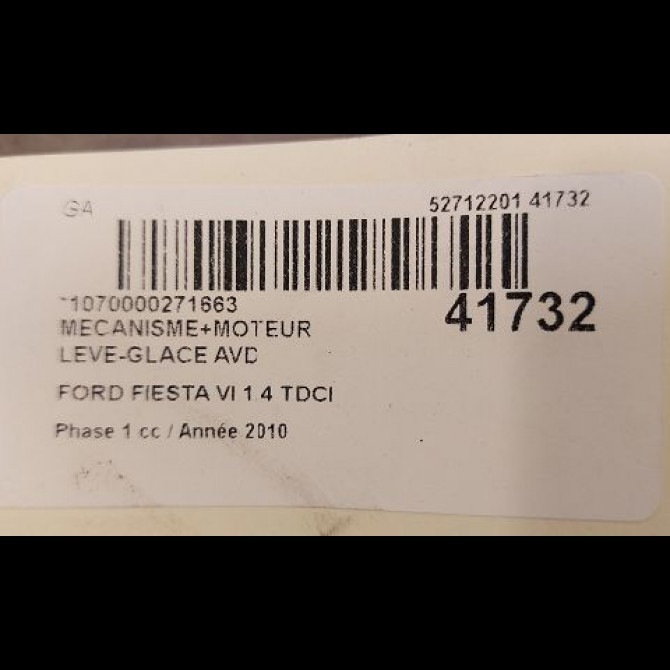 GA
52712201 41732
*1070000271663
41732
MECANISME+MOTEUR
LEVE-GLACE AVD
FORD FIESTA VI 1.4 TDCI
Phase 1 cc / Année 2010